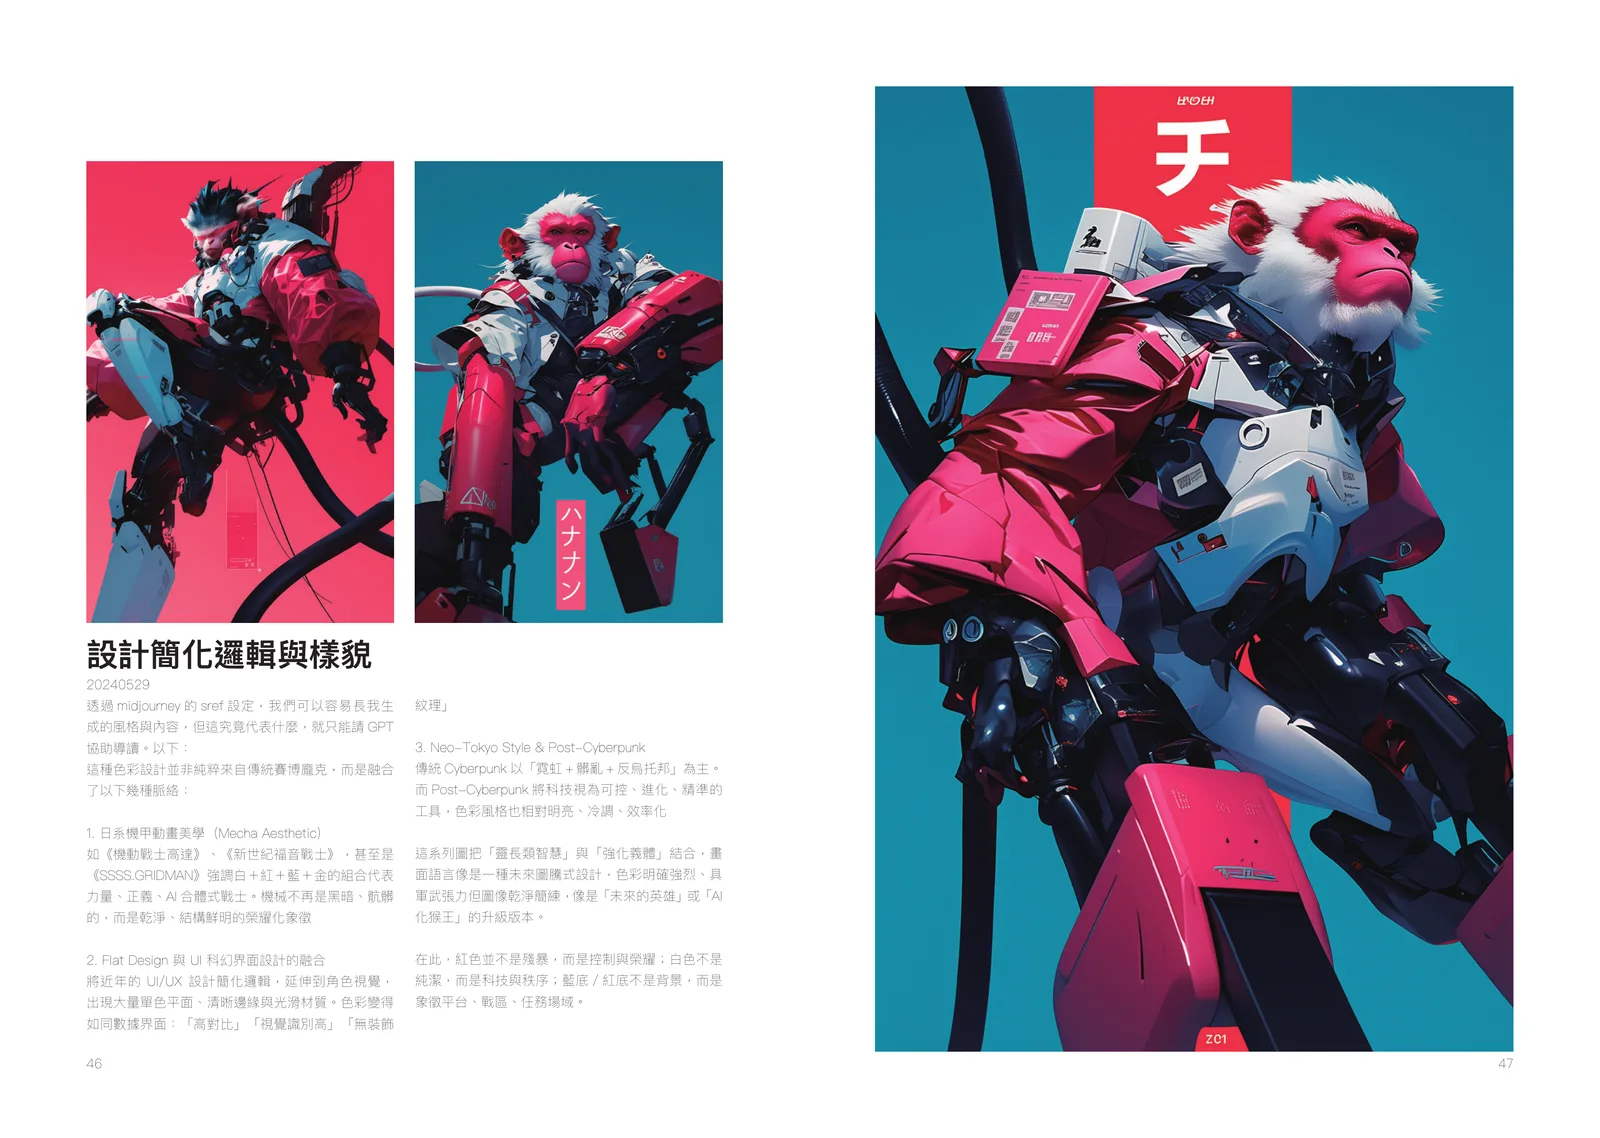 ハナナン
設計簡化邏輯與樣貌
20240529
透過 midjourney 的 sref 設定，我們可以容易長我生
成的風格與內容，但這究竟代表什麼，就只能請 GPT
協助導讀。以下：
這種色彩設計並非純粹來自傳統賽博龐克，而是融合
了以下幾種脈絡：
1. 日系機甲動畫美學（Mecha Aesthetic）
如《機動戰士高達》、《新世紀福音戰士》，甚至是
《SSSS.GRIDMAN》強調白＋紅＋藍＋金的組合代表
力量、正義、AI 合體式戰士。機械不再是黑暗、骯髒
的，而是乾淨、結構鮮明的榮耀化象徵
2. Flat Design 與 UI 科幻界面設計的融合
將近年的 UI/UX 設計簡化邏輯，延伸到角色視覺，
出現大量單色平面、清晰邊緣與光滑材質。色彩變得
如同數據界面：「高對比」「視覺識別高」「無裝飾
紋理」
3. Neo-Tokyo Style & Post-Cyberpunk
傳統 Cyberpunk 以「霓虹 + 髒亂 + 反烏托邦」為主。
而 Post-Cyberpunk 將科技視為可控、進化、精準的
工具，色彩風格也相對明亮、冷調、效率化
這系列圖把「靈長類智慧」與「強化義體」結合，畫
面語言像是一種未來圖騰式設計，色彩明確強烈、具
軍武張力但圖像乾淨簡練，像是「未來的英雄」或「AI
化猴王」的升級版本。
在此，紅色並不是殘暴，而是控制與榮耀；白色不是
純潔，而是科技與秩序；藍底 / 紅底不是背景，而是
象徵平台、戰區、任務場域。
46
チ
47